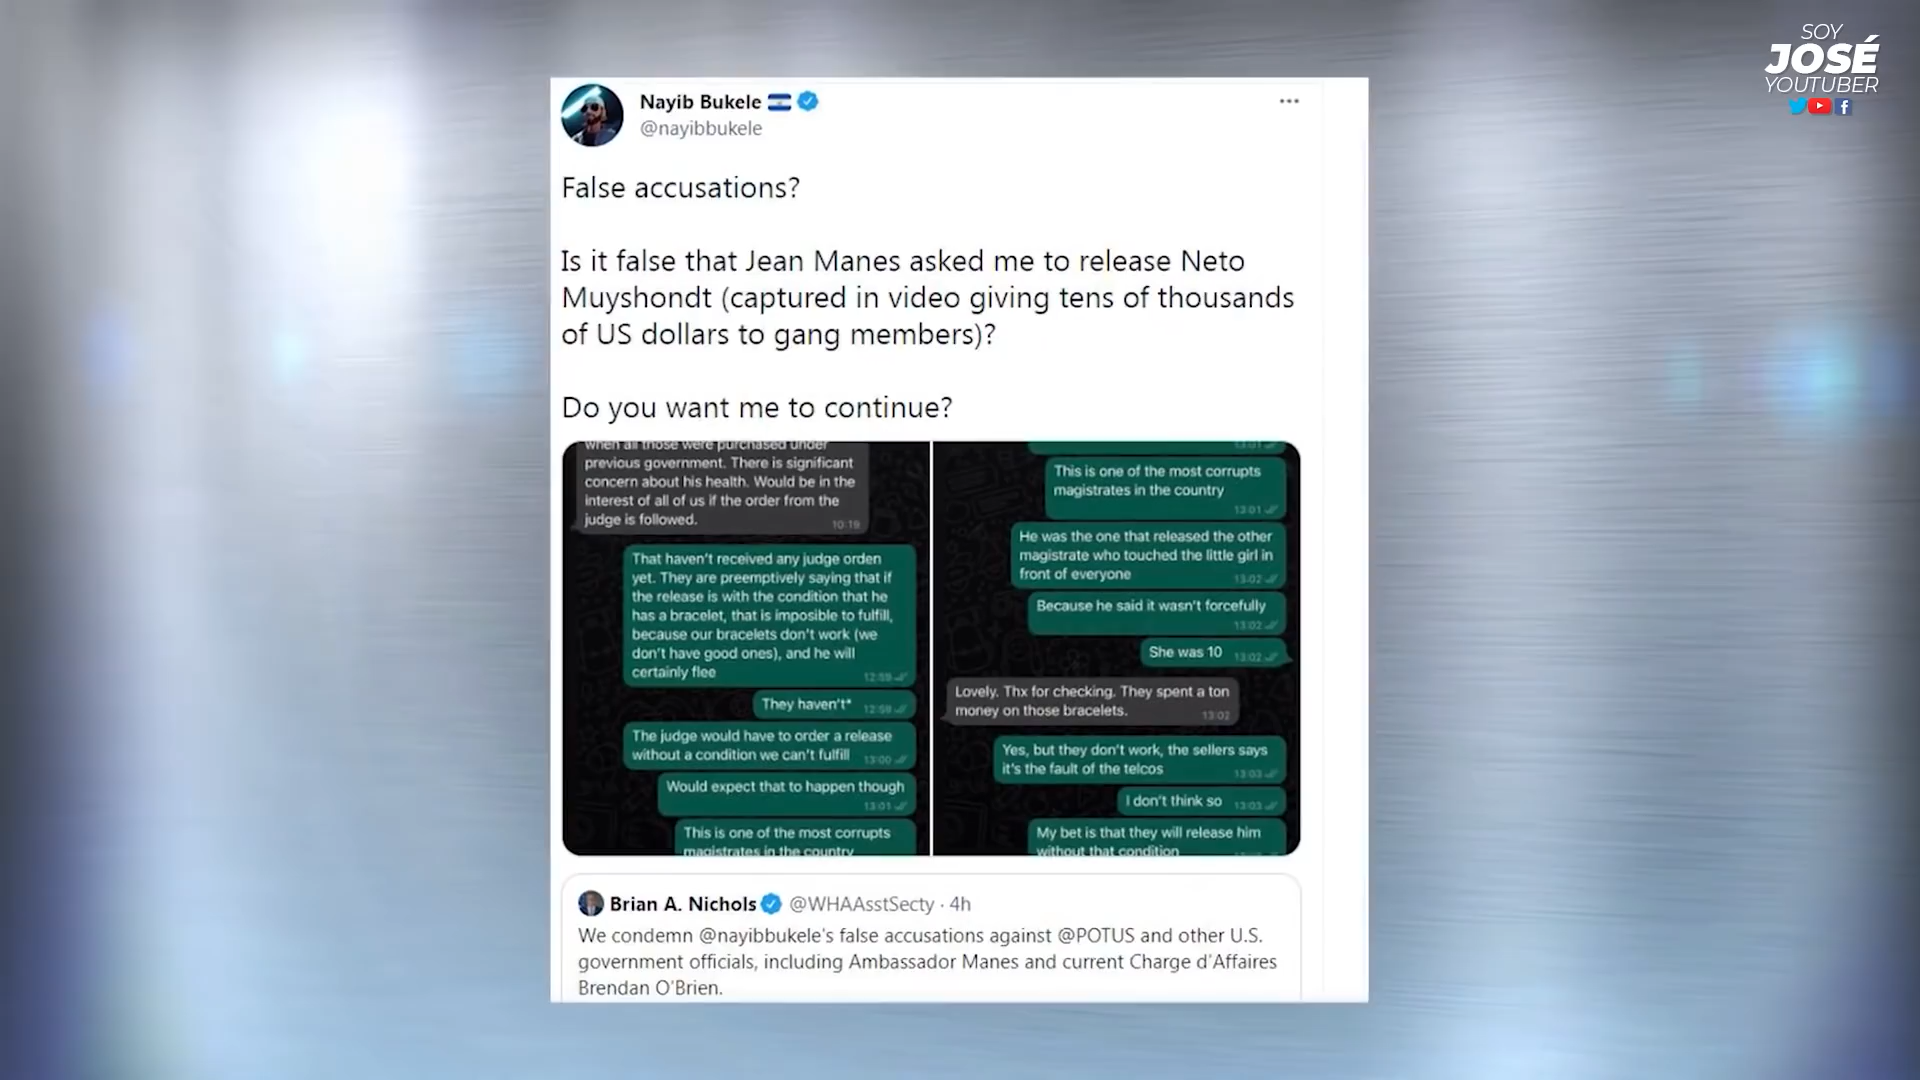 SOY
JOSÉ
YOUTUBER
Nayib Bukele
@nayibbukele
False accusations?
Is it false that Jean Manes asked me to release Neto
Muyshondt (captured in video giving tens of thousands
of US dollars to gang members)?
Do you want me to continue?
when all those were purchased under
previous government. There is significant
concern about his health. Would be in the
interest of all of us if the order from the
judge is followed.
10:19
That haven't received any judge orden
yet. They are preemptively saying that if
the release is with the condition that he
has a bracelet, that is imposible to fulfill,
because our bracelets don't work (we
don't have good ones), and he will
certainly flee
12:59
They haven't*
12:59
The judge would have to order a release
without a condition we can't fulfill
13:00
Would expect that to happen though
13:01
This is one of the most corrupts
magistrates in the country
13:01
This is one of the most corrupts
magistrates in the country
13:01
He was the one that released the other
magistrate who touched the little girl in
front of everyone
13:02
Because he said it wasn't forcefully
13:02
She was 10
13:02
Lovely. Thx for checking. They spent a ton
money on those bracelets.
13:02
Yes, but they don't work, the sellers says
it's the fault of the telcos
13:03
I don't think so
13:03
My bet is that they will release him
without that condition
Brian A. Nichols @WHAAsstSecty · 4h
We condemn @nayibbukele's false accusations against @POTUS and other U.S.
government officials, including Ambassador Manes and current Charge d'Affaires
Brendan O'Brien.